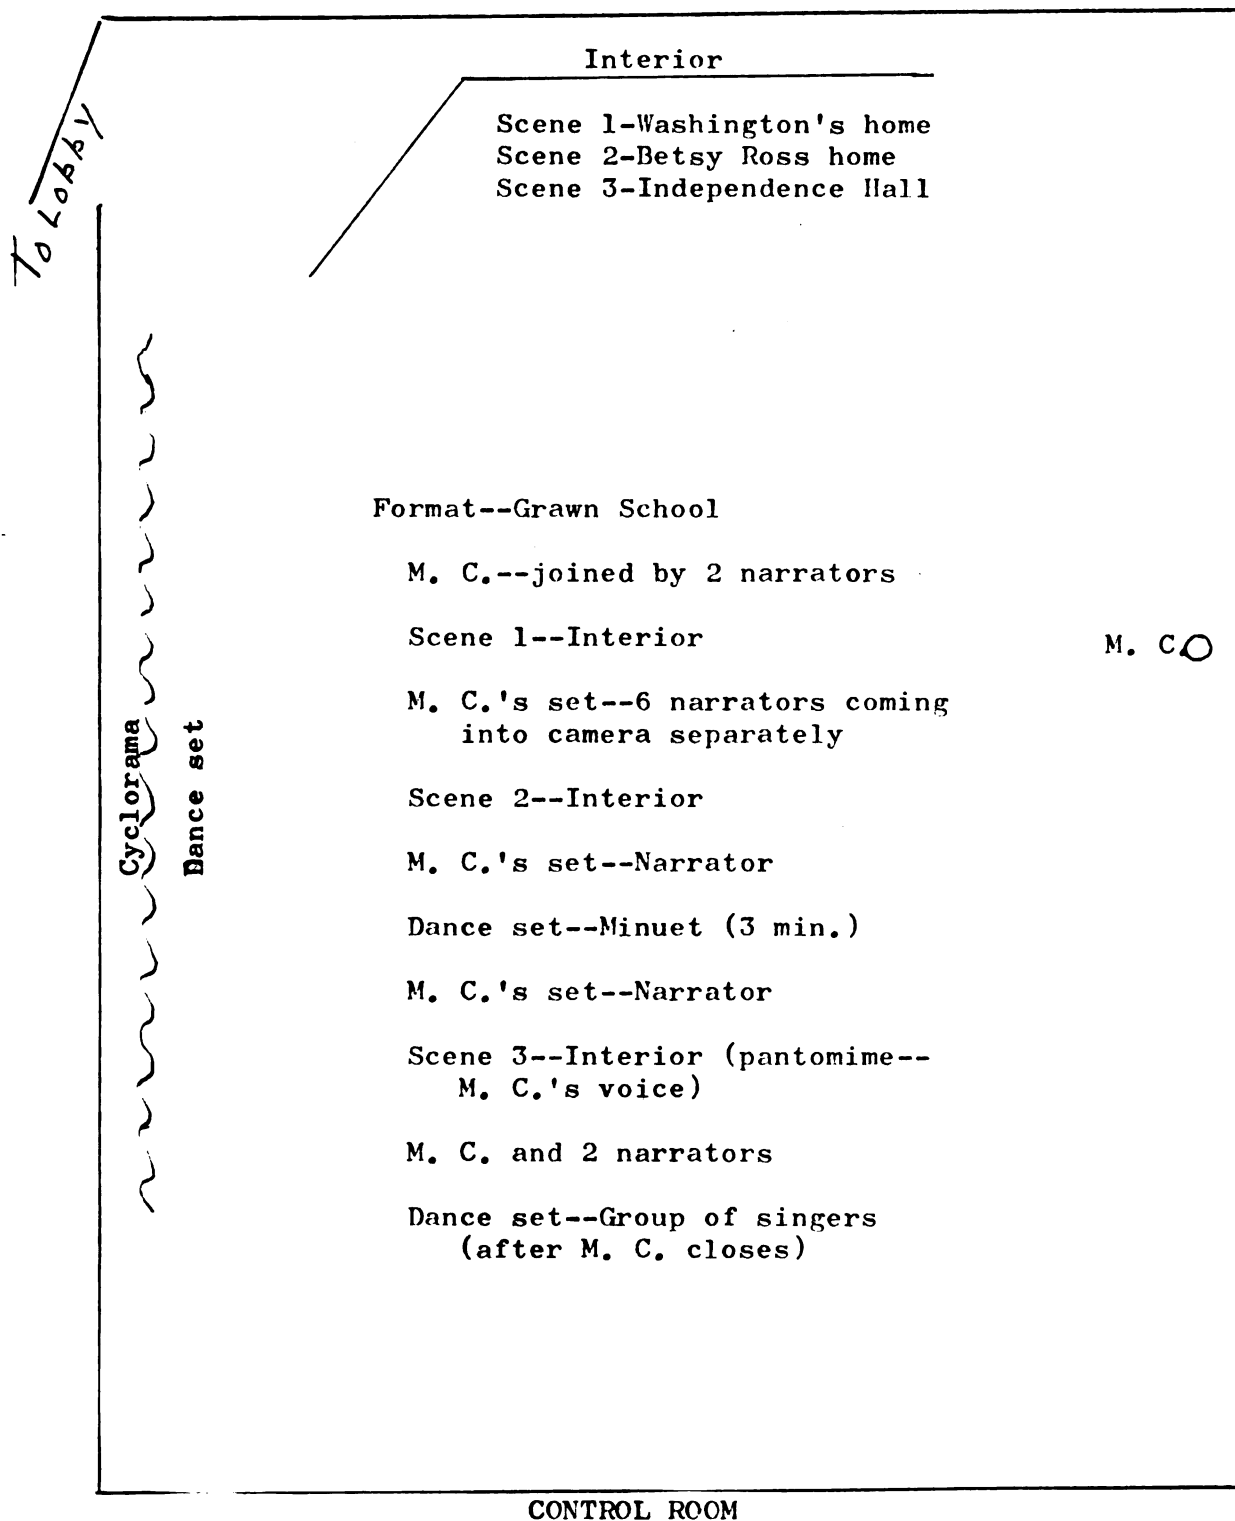 Interior
Scene 1-Washington's home
Scene 2-Betsy Ross home
Scene 3-Independence Hall
To Lobby
Format--Grawn School
M. C.--joined by 2 narrators
Scene 1--Interior
M. C.
M. C.'s set--6 narrators coming
into camera separately
Cyclorama
Dance set
Scene 2--Interior
M. C.'s set--Narrator
Dance set--Minuet (3 min.)
M. C.'s set--Narrator
Scene 3--Interior (pantomime--
M. C.'s voice)
M. C. and 2 narrators
Dance set--Group of singers
(after M. C. closes)
CONTROL ROOM